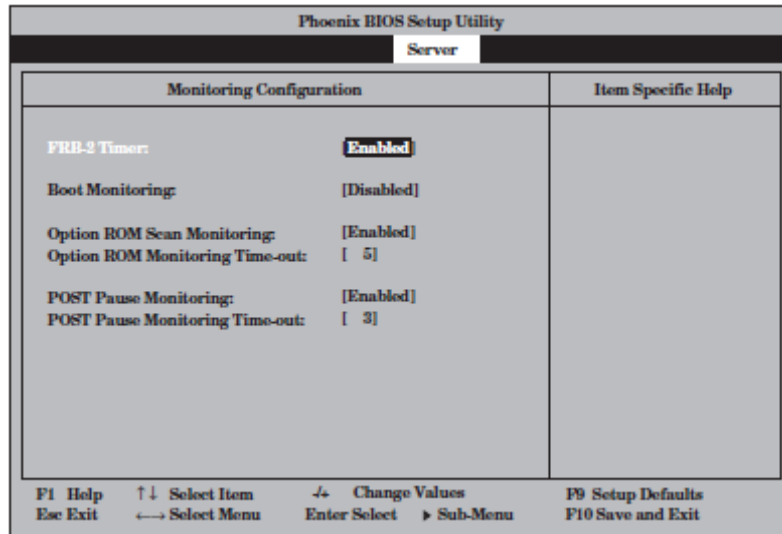 Phoenix BIOS Setup Utility
Server
Monitoring Configuration
Item Specific Help
FRB-2 Timer: [Enabled]
Boot Monitoring: [Disabled]
Option ROM Scan Monitoring: [Enabled]
Option ROM Monitoring Time-out: [ 5]
POST Pause Monitoring: [Enabled]
POST Pause Monitoring Time-out: [ 3]
F1 Help ↑↓ Select Item -/+ Change Values F9 Setup Defaults
Esc Exit ←→ Select Menu Enter Select ▶ Sub-Menu F10 Save and Exit